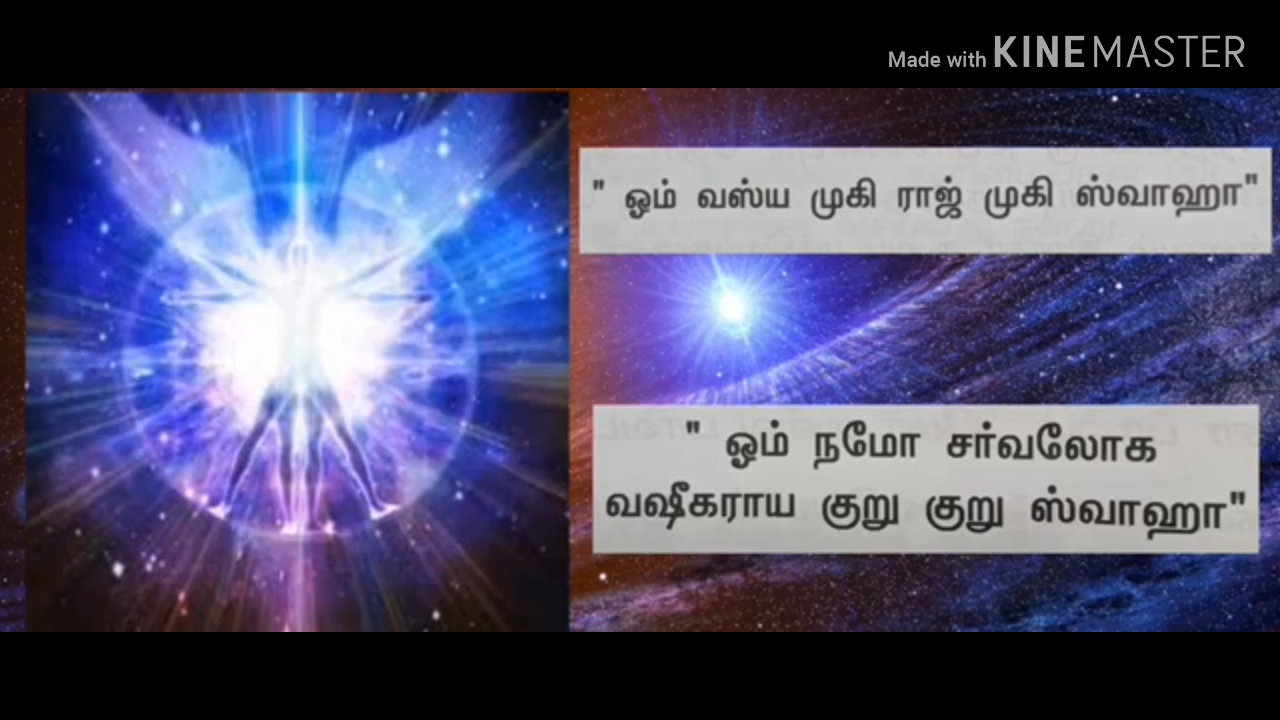 Made with KINEMASTER
" ஓம் வஸ்ய முகி ராஜ் முகி ஸ்வாஹா"
" ஓம் நமோ சர்வலோக
வஷீகராய குறு குறு ஸ்வாஹா"